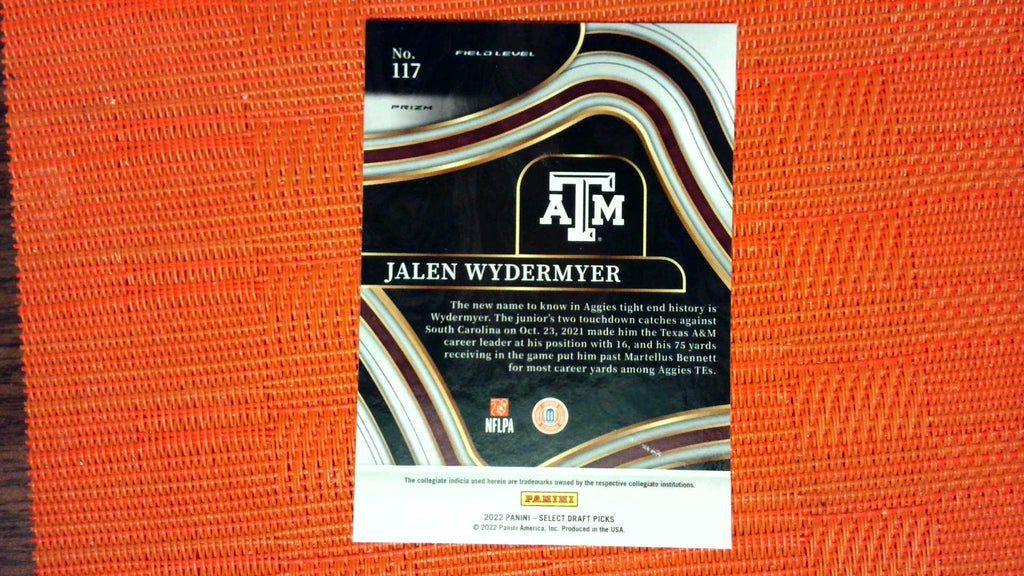 No.
117
FIELD LEVEL
PRIZM
ATM
JALEN WYDERMYER
The new name to know in Aggies tight end history is
Wydermyer. The junior's two touchdown catches against
South Carolina on Oct. 23, 2021 made him the Texas A&M
career leader at his position with 16, and his 75 yards
receiving in the game put him past Martellus Bennett
for most career yards among Aggies TEs.
NFLPA
The collegiate indicia used herein are trademarks owned by the respective collegiate institutions.
PANINI
2022 PANINI – SELECT DRAFT PICKS
© 2022 Panini America, Inc. Produced in the USA.